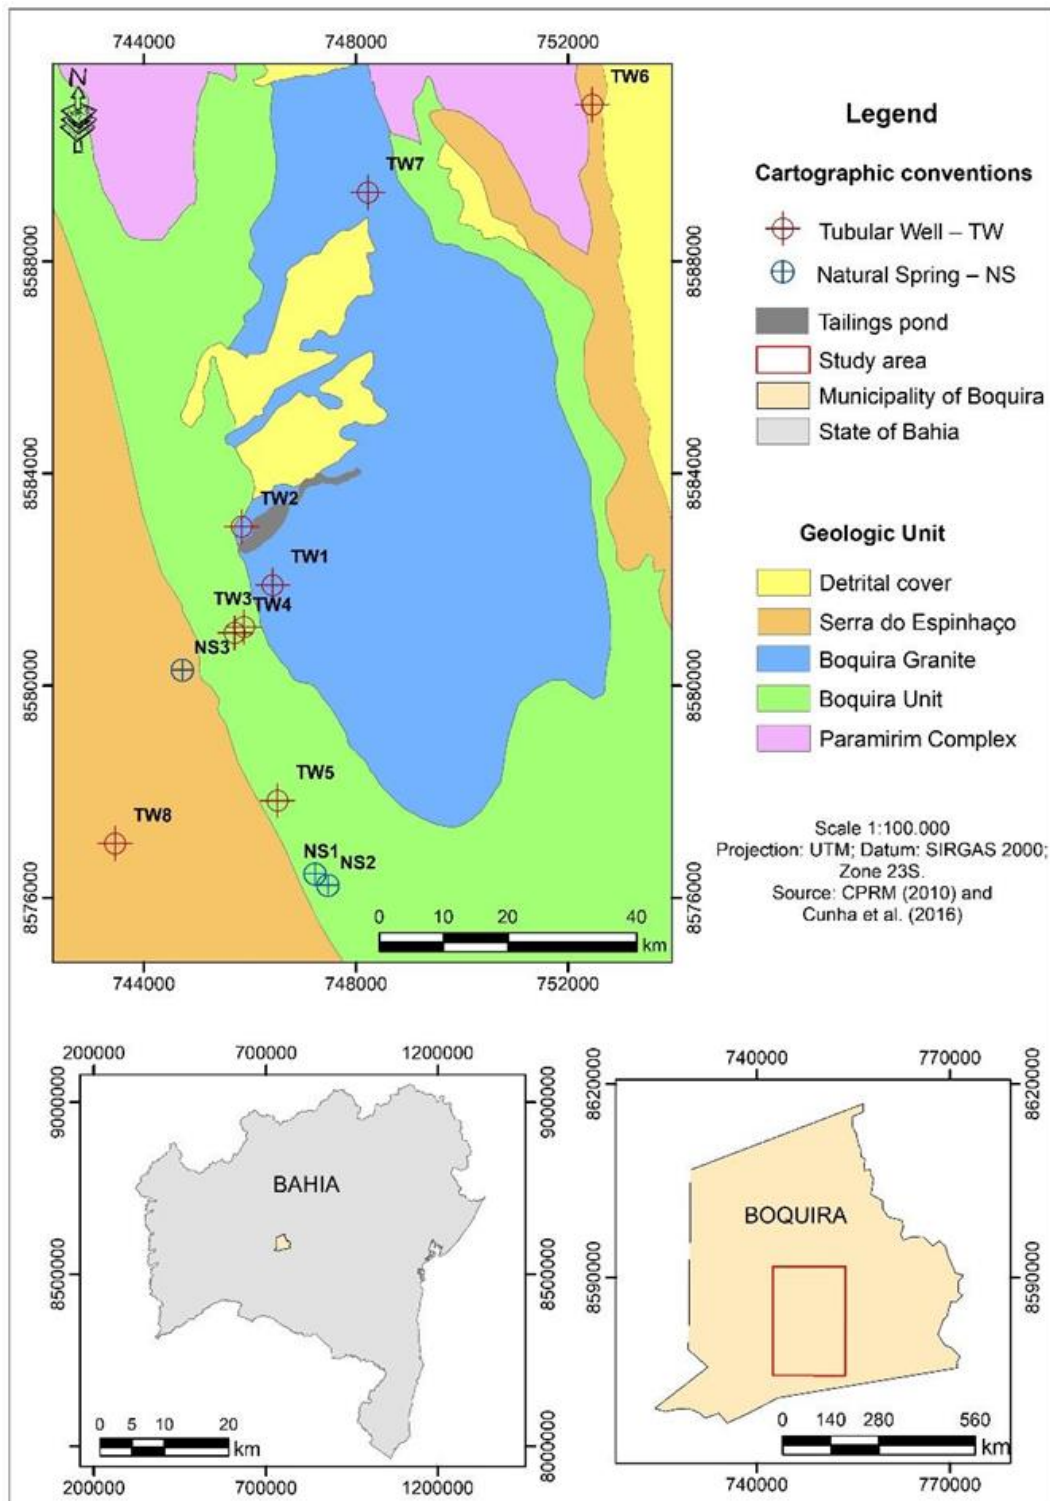 744000 748000 752000
N
TW6
TW7
8588000 8588000
8584000 8584000
TW2
TW1
TW3
TW4
NS3
8580000 8580000
TW5
TW8
NS1
NS2
8576000 8576000
0 10 20 40
km
744000 748000 752000
Legend
Cartographic conventions
Tubular Well – TW
Natural Spring – NS
Tailings pond
Study area
Municipality of Boquira
State of Bahia
Geologic Unit
Detrital cover
Serra do Espinhaço
Boquira Granite
Boquira Unit
Paramirim Complex
Scale 1:100.000
Projection: UTM; Datum: SIRGAS 2000;
Zone 23S.
Source: CPRM (2010) and
Cunha et al. (2016)
200000 700000 1200000
9000000 9000000
BAHIA
8500000 8500000
0 5 10 20
km
8000000
200000 700000 1200000
740000 770000
8620000 8620000
BOQUIRA
8590000 8590000
0 140 280 560
km
740000 770000